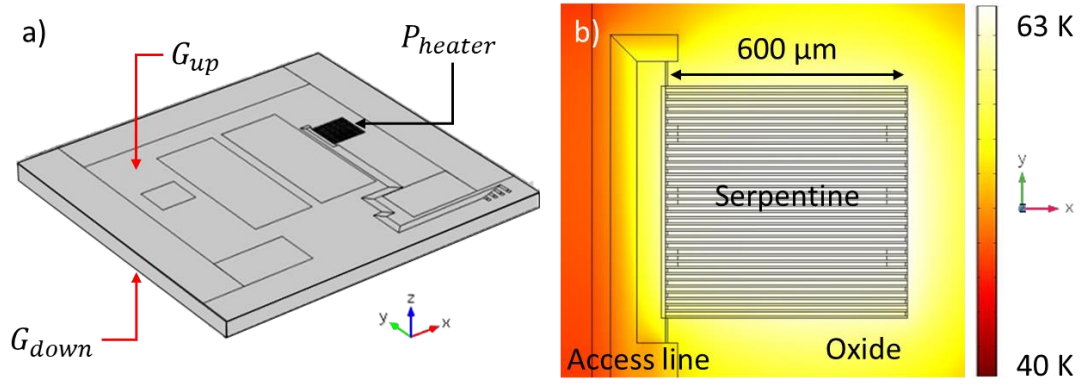 a)
G_up
P_heater
G_down
z
y
x
b)
600 µm
Serpentine
Access line
Oxide
63 K
y
z
x
40 K